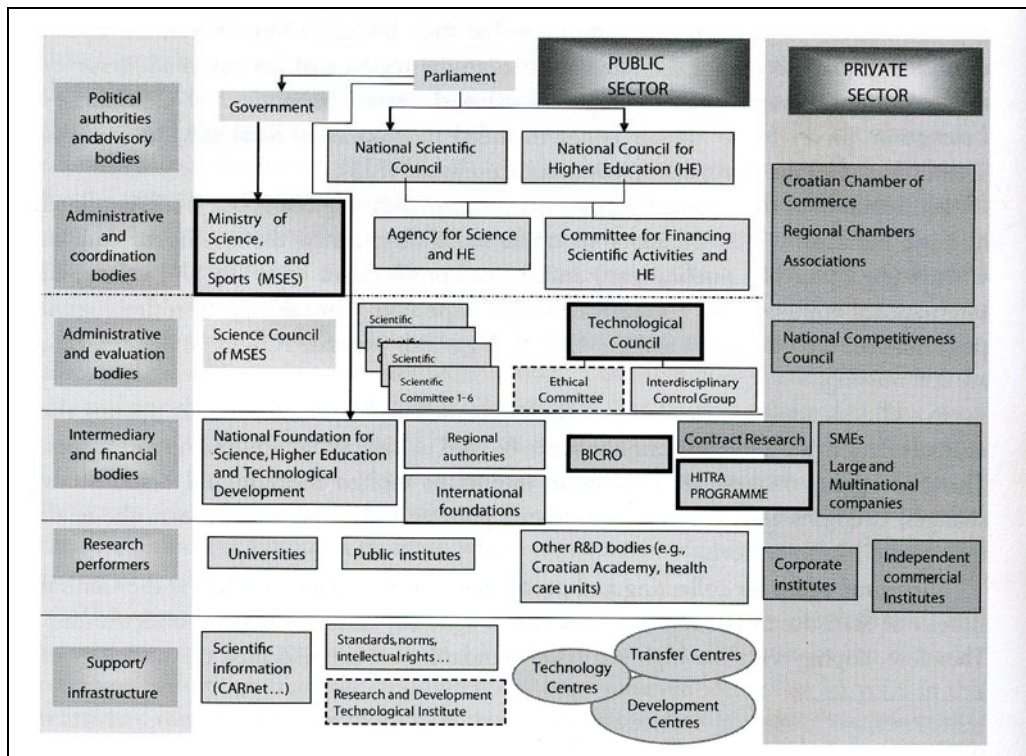 Political
authorities
andadvisory
bodies
Parliament
Government
PUBLIC
SECTOR
PRIVATE
SECTOR
National Scientific
Council
National Council for
Higher Education (HE)
Administrative
and
coordination
bodies
Ministry of
Science,
Education and
Sports (MSES)
Agency for Science
and HE
Committee for Financing
Scientific Activities and
HE
Croatian Chamber of
Commerce
Regional Chambers
Associations
Administrative
and evaluation
bodies
Science Council
of MSES
Scientific
Scientific
Scientific
Scientific
Committee 1-6
Technological
Council
Ethical
Committee
Interdisciplinary
Control Group
National Competitiveness
Council
Intermediary
and financial
bodies
National Foundation for
Science, Higher Education
and Technological
Development
Regional
authorities
International
foundations
BICRO
Contract Research
HITRA
PROGRAMME
SMEs
Large and
Multinational
companies
Research
performers
Universities
Public institutes
Other R&D bodies (e.g.,
Croatian Academy, health
care units)
Corporate
institutes
Independent
commercial
Institutes
Support/
infrastructure
Scientific
information
(CARnet...)
Standards, norms,
intellectual rights...
Research and Development
Technological Institute
Technology
Centres
Transfer Centres
Development
Centres